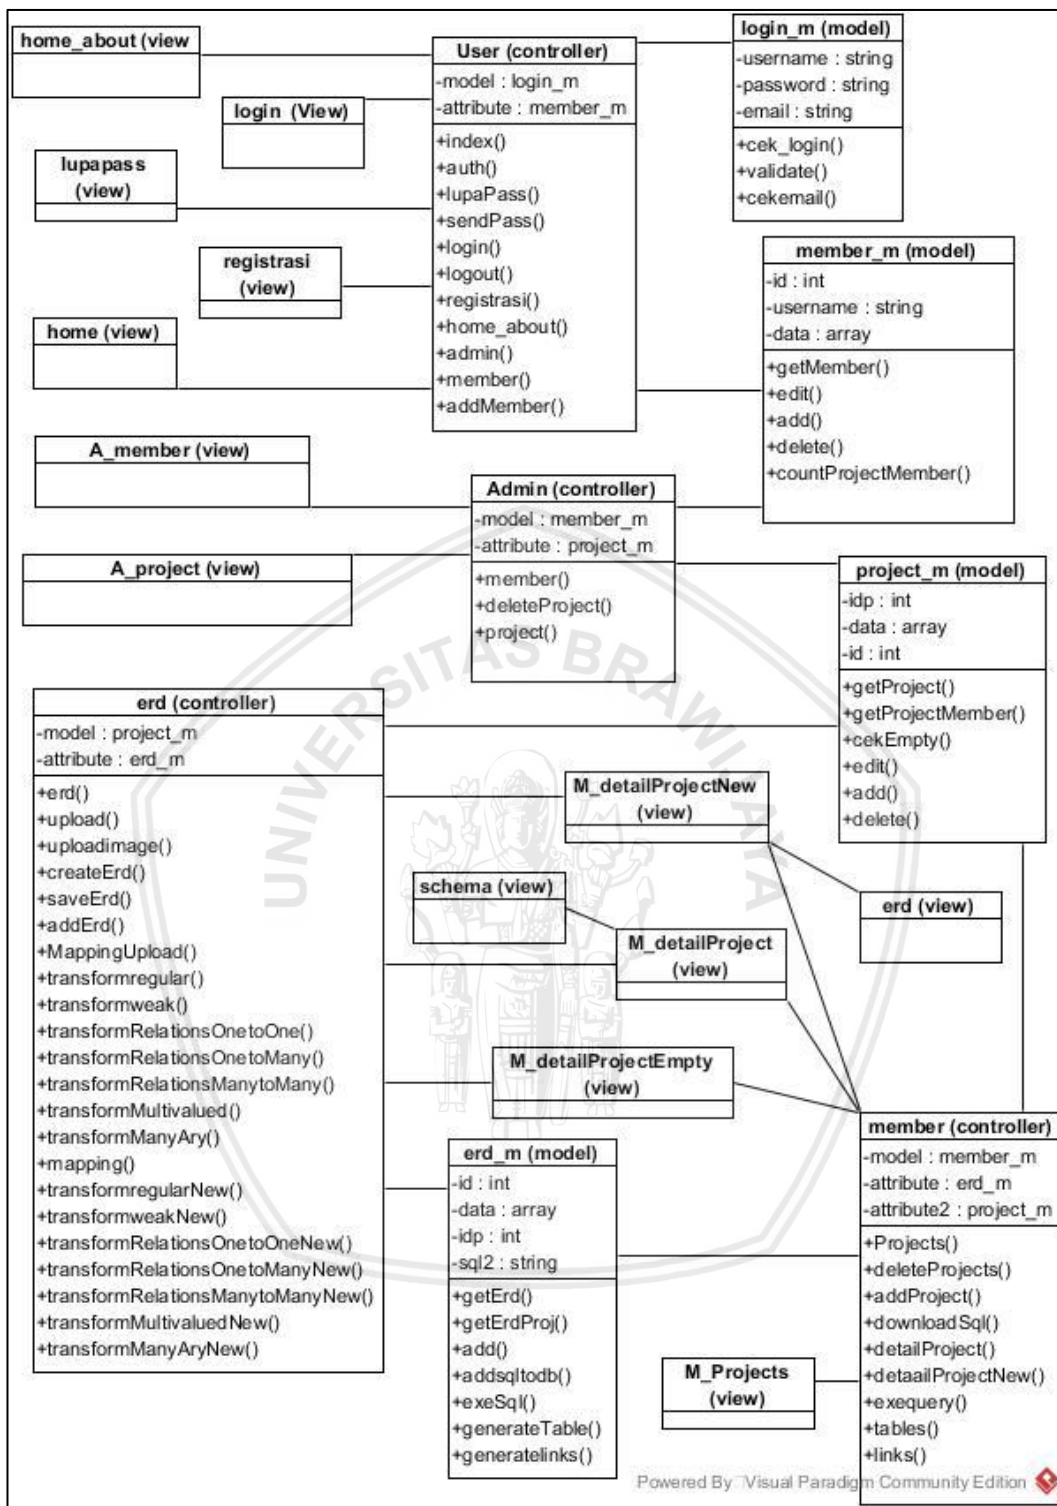 home_about (view
login (View)
lupapass
(view)
registrasi
(view)
home (view)
User (controller)
-model : login_m
-attribute : member_m
+index()
+auth()
+lupaPass()
+sendPass()
+login()
+logout()
+registrasi()
+home_about()
+admin()
+member()
+addMember()
login_m (model)
-username : string
-password : string
-email : string
+cek_login()
+validate()
+cekemail()
member_m (model)
-id : int
-username : string
-data : array
+getMember()
+edit()
+add()
+delete()
+countProjectMember()
A_member (view)
A_project (view)
Admin (controller)
-model : member_m
-attribute : project_m
+member()
+deleteProject()
+project()
project_m (model)
-idp : int
-data : array
-id : int
+getProject()
+getProjectMember()
+cekEmpty()
+edit()
+add()
+delete()
erd (controller)
-model : project_m
-attribute : erd_m
+erd()
+upload()
+uploadimage()
+createErd()
+saveErd()
+addErd()
+MappingUpload()
+transformregular()
+transformweak()
+transformRelationsOnetoOne()
+transformRelationsOnetoMany()
+transformRelationsManytoMany()
+transformMultivalued()
+transformManyAry()
+mapping()
+transformregularNew()
+transformweakNew()
+transformRelationsOnetoOneNew()
+transformRelationsOnetoManyNew()
+transformRelationsManytoManyNew()
+transformMultivaluedNew()
+transformManyAryNew()
M_detailProjectNew
(view)
schema (view)
erd (view)
M_detailProject
(view)
M_detailProjectEmpty
(view)
erd_m (model)
-id : int
-data : array
-idp : int
-sql2 : string
+getErd()
+getErdProj()
+add()
+addsqltodb()
+exeSql()
+generateTable()
+generatelinks()
member (controller)
-model : member_m
-attribute : erd_m
-attribute2 : project_m
+Projects()
+deleteProjects()
+addProject()
+downloadSql()
+detailProject()
+detaailProjectNew()
+exequery()
+tables()
+links()
M_Projects
(view)
UNIVERSITAS BRAWIJAYA
Powered By Visual Paradigm Community Edition